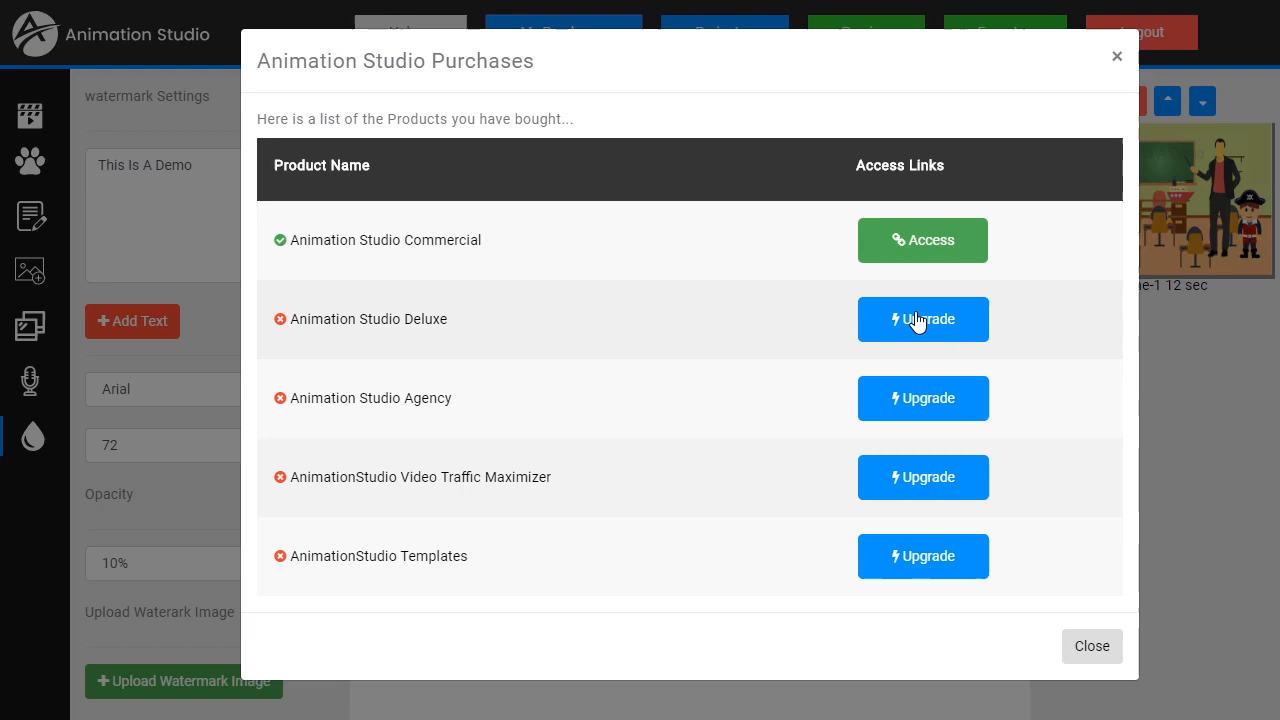 Animation Studio
Logout
Animation Studio Purchases
×
watermark Settings
Here is a list of the Products you have bought...
This Is A Demo
Product Name
Access Links
Animation Studio Commercial
Access
12 sec
Add Text
Animation Studio Deluxe
Upgrade
Arial
Animation Studio Agency
Upgrade
72
AnimationStudio Video Traffic Maximizer
Upgrade
Opacity
10%
AnimationStudio Templates
Upgrade
Upload Waterark Image
Close
Upload Watermark Image